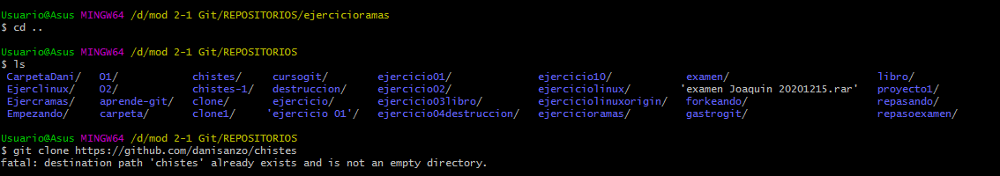 Usuario@Asus MINGW64 /d/mod 2-1 Git/REPOSITORIOS/ejercicioramas
$ cd ..
Usuario@Asus MINGW64 /d/mod 2-1 Git/REPOSITORIOS
$ ls
CarpetaDani/ O1/ chistes/ cursogit/ ejercicio01/ ejercicio10/ examen/ libro/
Ejerclinux/ O2/ chistes-1/ destruccion/ ejercicio02/ ejerciciolinux/ 'examen Joaquin 20201215.rar' proyecto1/
Ejercramas/ aprende-git/ clone/ ejercicio/ ejercicio03libro/ ejerciciolinuxorigin/ forkeando/ repasando/
Empezando/ carpeta/ clone1/ 'ejercicio 01'/ ejercicio04destruccion/ ejercicioramas/ gastrogit/ repasoexamen/
Usuario@Asus MINGW64 /d/mod 2-1 Git/REPOSITORIOS
$ git clone https://github.com/danisanzo/chistes
fatal: destination path 'chistes' already exists and is not an empty directory.